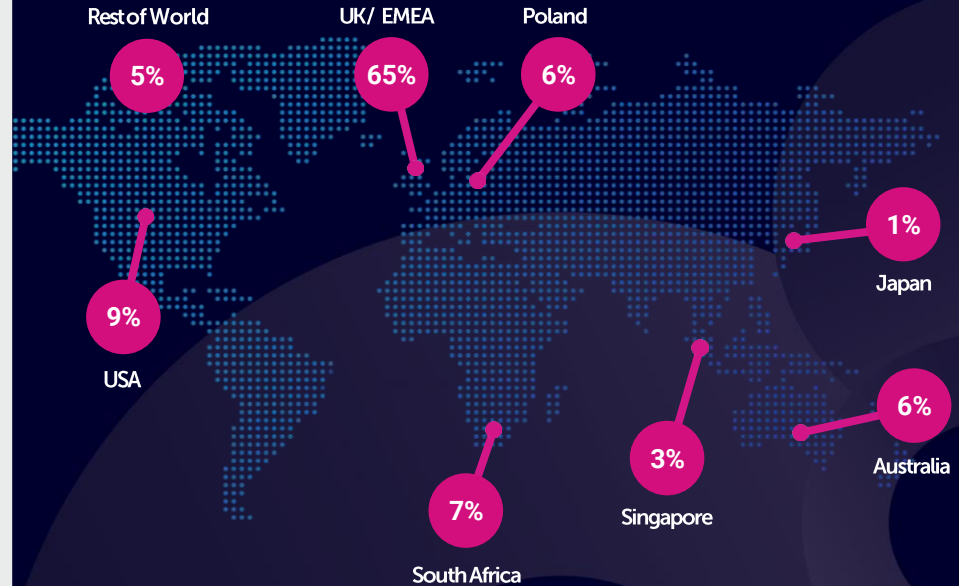 Rest of World
UK/ EMEA
Poland
5%
65%
6%
1%
Japan
9%
USA
6%
Australia
3%
Singapore
7%
South Africa